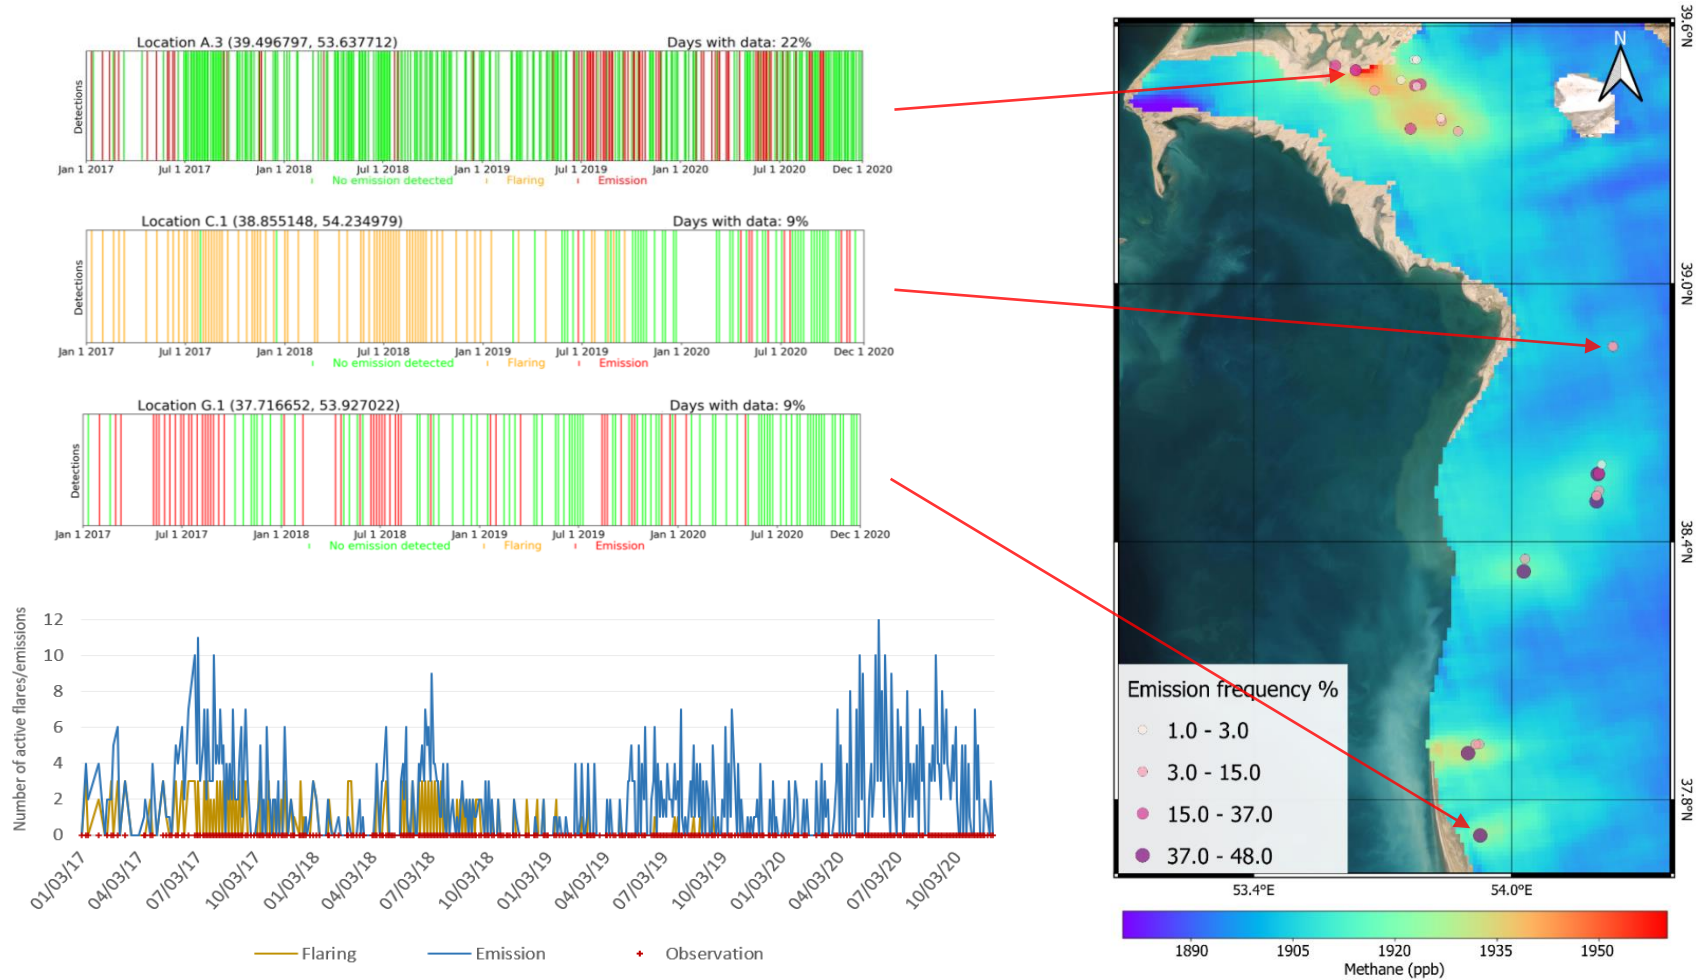 Location A.3 (39.496797, 53.637712) Days with data: 22%
Detections
Jan 1 2017 Jul 1 2017 Jan 1 2018 Jul 1 2018 Jan 1 2019 Jul 1 2019 Jan 1 2020 Jul 1 2020 Dec 1 2020
No emission detected Flaring Emission
Location C.1 (38.855148, 54.234979) Days with data: 9%
Detections
Jan 1 2017 Jul 1 2017 Jan 1 2018 Jul 1 2018 Jan 1 2019 Jul 1 2019 Jan 1 2020 Jul 1 2020 Dec 1 2020
No emission detected Flaring Emission
Location G.1 (37.716652, 53.927022) Days with data: 9%
Detections
Jan 1 2017 Jul 1 2017 Jan 1 2018 Jul 1 2018 Jan 1 2019 Jul 1 2019 Jan 1 2020 Jul 1 2020 Dec 1 2020
No emission detected Flaring Emission
Number of active flares/emissions
12
10
8
6
4
2
0
01/03/17 04/03/17 07/03/17 10/03/17 01/03/18 04/03/18 07/03/18 10/03/18 01/03/19 04/03/19 07/03/19 10/03/19 01/03/20 04/03/20 07/03/20 10/03/20
Flaring Emission Observation
N
39.6°N
39.0°N
38.4°N
37.8°N
Emission frequency %
1.0 - 3.0
3.0 - 15.0
15.0 - 37.0
37.0 - 48.0
53.4°E 54.0°E
1890 1905 1920 1935 1950
Methane (ppb)